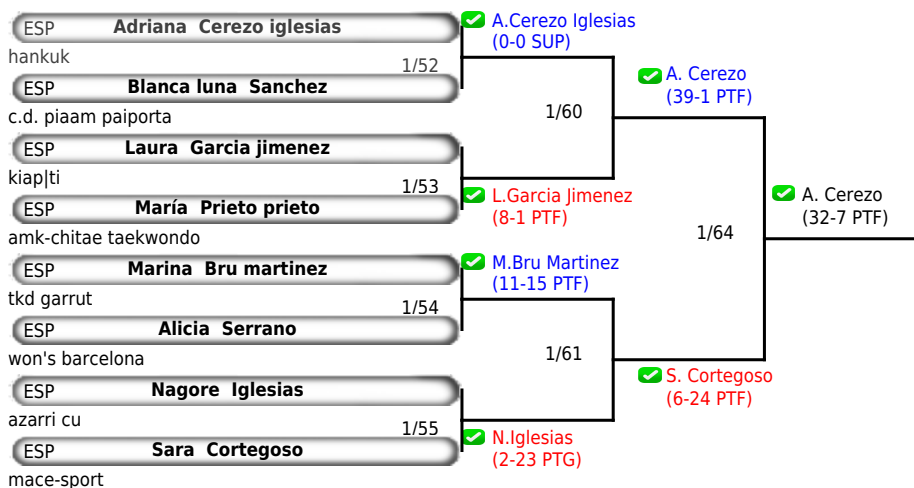 ESP Adriana Cerezo iglesias
hankuk
1/52
ESP Blanca luna Sanchez
c.d. piaam paiporta
A.Cerezo Iglesias
(0-0 SUP)
ESP Laura Garcia jimenez
kiap|ti
1/53
ESP María Prieto prieto
amk-chitae taekwondo
L.Garcia Jimenez
(8-1 PTF)
1/60
A. Cerezo
(39-1 PTF)
ESP Marina Bru martinez
tkd garrut
1/54
ESP Alicia Serrano
won's barcelona
M.Bru Martinez
(11-15 PTF)
ESP Nagore Iglesias
azarri cu
1/55
ESP Sara Cortegoso
mace-sport
N.Iglesias
(2-23 PTG)
1/61
S. Cortegoso
(6-24 PTF)
1/64
A. Cerezo
(32-7 PTF)